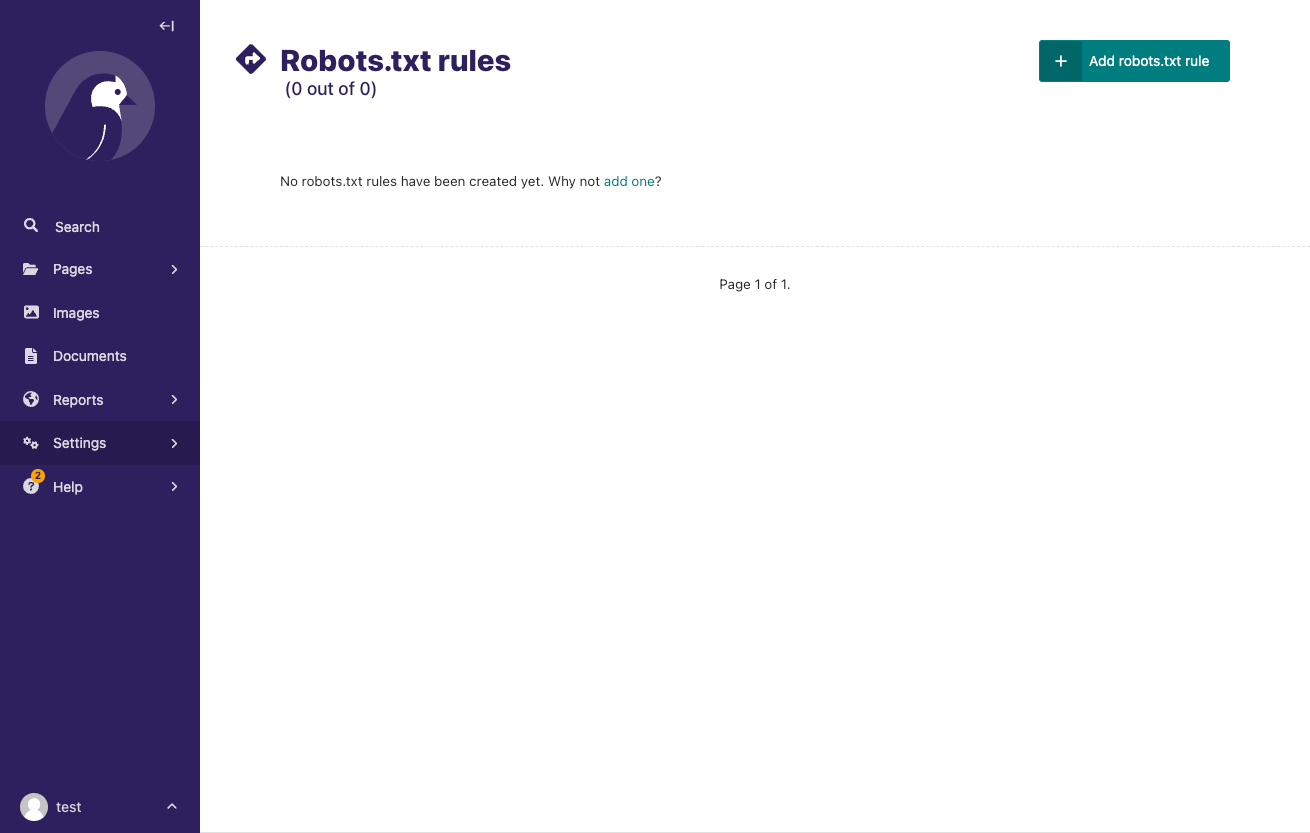 Search
Pages
Images
Documents
Reports
Settings
2
Help
test
Robots.txt rules
(0 out of 0)
Add robots.txt rule
No robots.txt rules have been created yet. Why not add one?
Page 1 of 1.